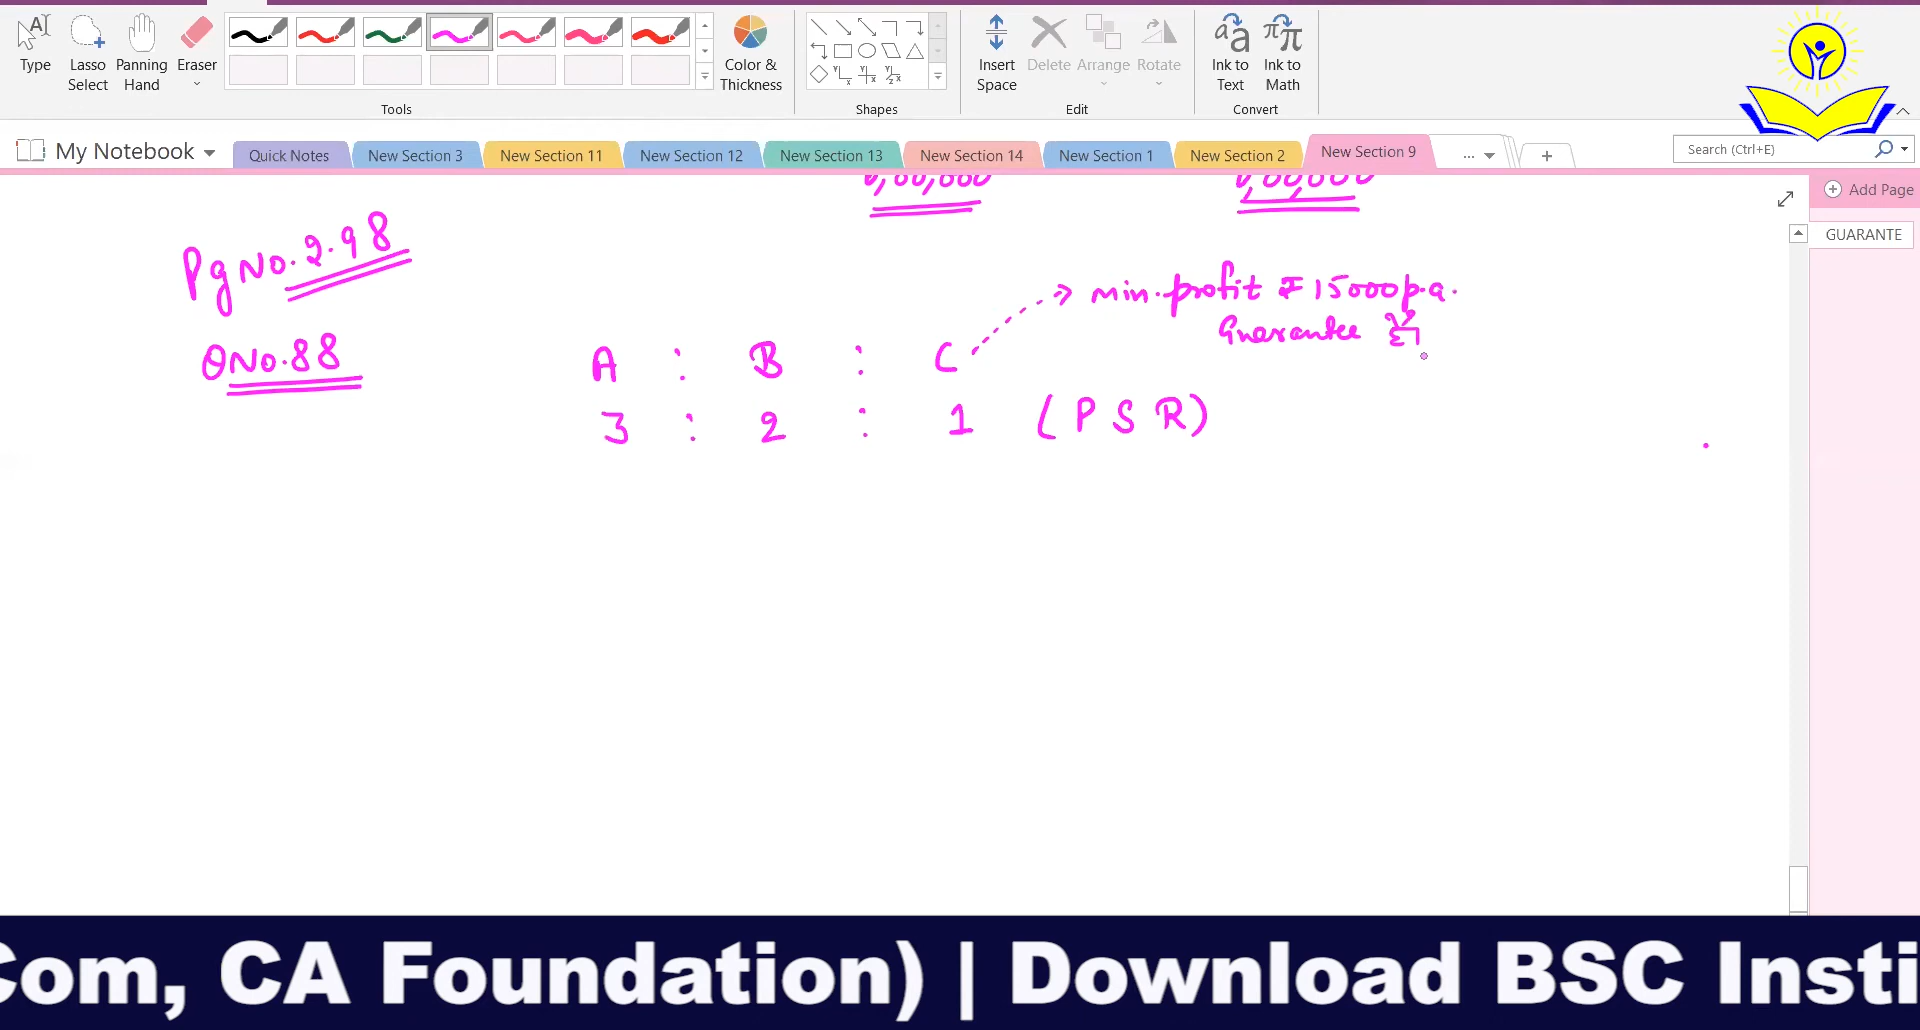 Type
Lasso Select
Panning Hand
Eraser
Tools
Color & Thickness
Shapes
Insert Space
Delete
Arrange
Rotate
Edit
Ink to Text
Ink to Math
Convert
My Notebook
Quick Notes
New Section 3
New Section 11
New Section 12
New Section 13
New Section 14
New Section 1
New Section 2
New Section 9
...
Search (Ctrl+E)
Add Page
GUARANTE
Pg No. 2.98
QNo. 88
min. profit ₹ 15000 p.a.
Guarantee
A : B : C
3 : 2 : 1 (PSR)
Com, CA Foundation) | Download BSC Insti